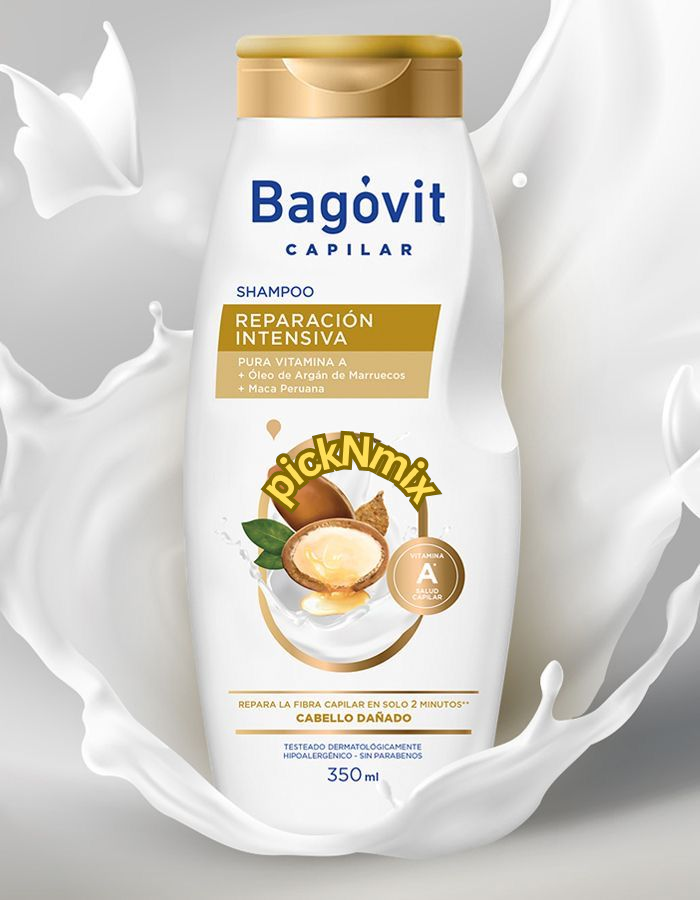 Bagóvit
CAPILAR
SHAMPOO
REPARACIÓN
INTENSIVA
PURA VITAMINA A
+ Óleo de Argán de Marruecos
+ Maca Peruana
pickNmix
VITAMINA
A*
SALUD
CAPILAR
REPARA LA FIBRA CAPILAR EN SOLO 2 MINUTOS**
CABELLO DAÑADO
TESTEADO DERMATOLÓGICAMENTE
HIPOALERGÉNICO - SIN PARABENOS
350 ml